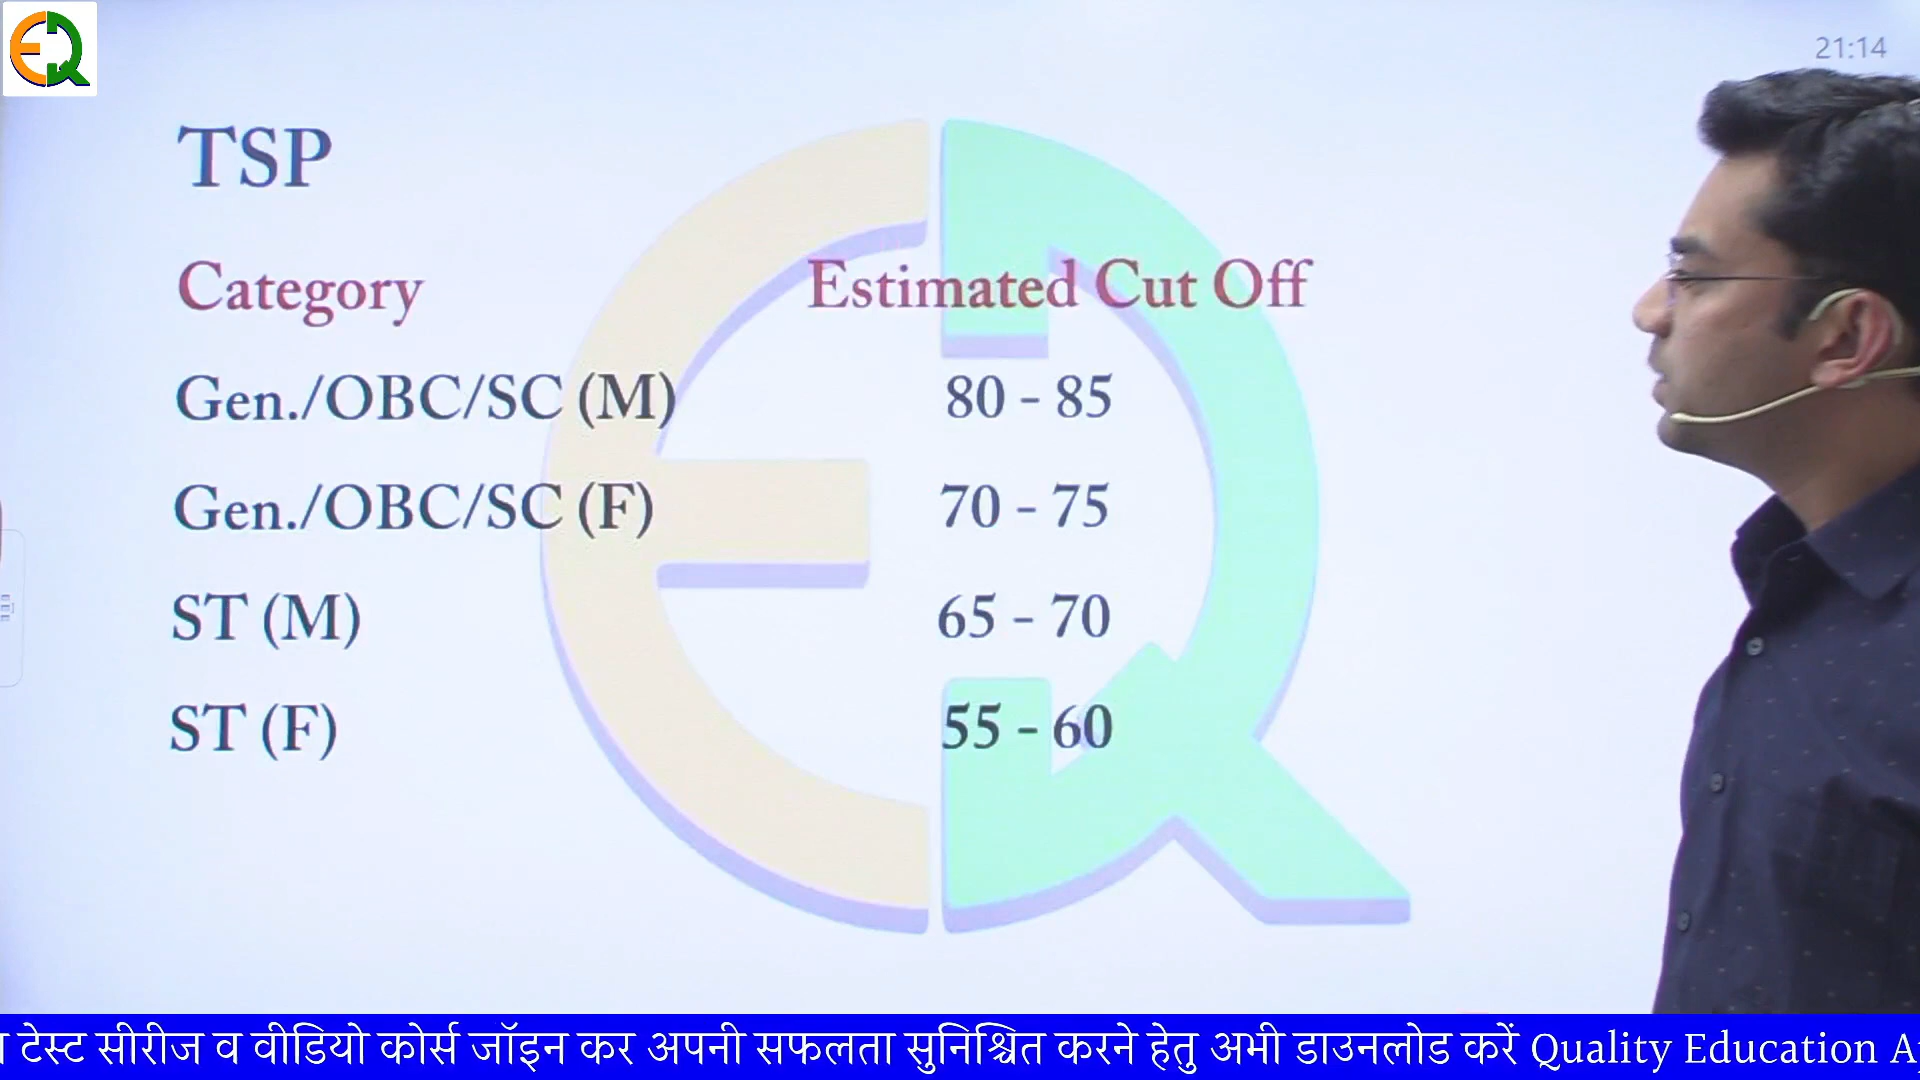 21:14
TSP
Category Estimated Cut Off
Gen./OBC/SC (M) 80 - 85
Gen./OBC/SC (F) 70 - 75
ST (M) 65 - 70
ST (F) 55 - 60
टेस्ट सीरीज व वीडियो कोर्स जॉइन कर अपनी सफलता सुनिश्चित करने हेतु अभी डाउनलोड करें Quality Education